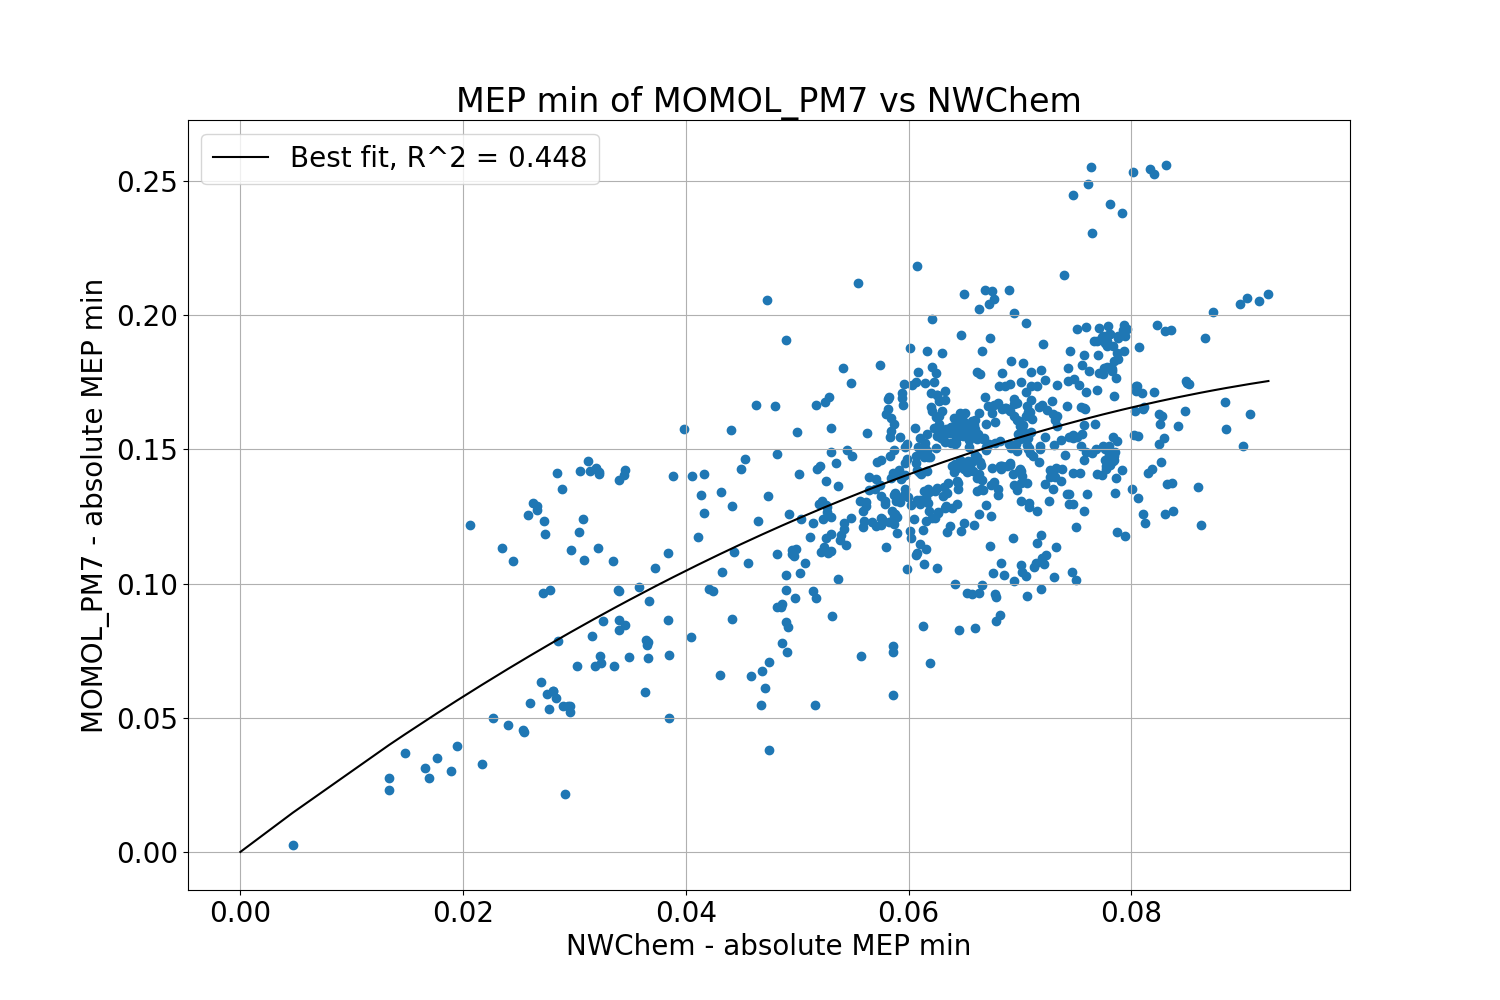 MEP min of MOMOL_PM7 vs NWChem
Best fit, R^2 = 0.448
MOMOL_PM7 - absolute MEP min
0.25
0.20
0.15
0.10
0.05
0.00
0.00 0.02 0.04 0.06 0.08
NWChem - absolute MEP min